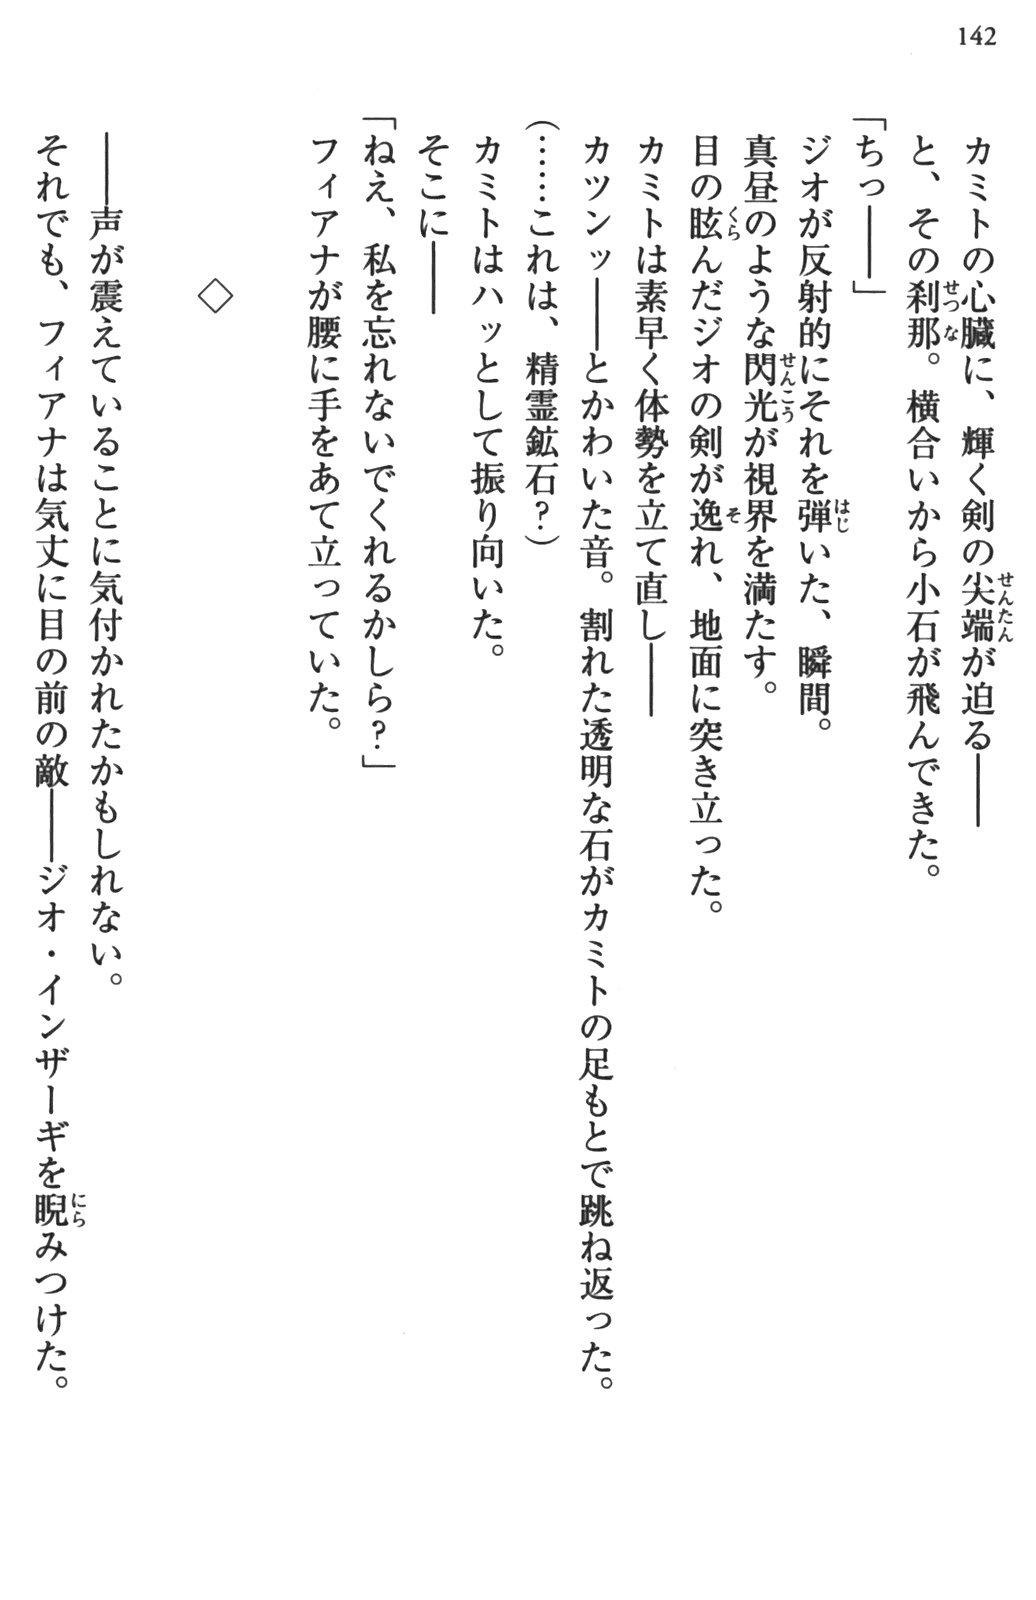 142
カミトの心臓に、輝く剣の尖端が迫る――
と、その刹那。横合いから小石が飛んできた。
「ちっ――」
ジオが反射的にそれを弾いた、瞬間。
真昼のような閃光が視界を満たす。
目の眩んだジオの剣が逸れ、地面に突き立った。
カミトは素早く体勢を立て直し――
カツンッ――とかわいた音。割れた透明な石がカミトの足もとで跳ね返った。
(……これは、精霊鉱石?)
カミトはハッとして振り向いた。
そこに――
「ねえ、私を忘れないでくれるかしら?」
フィアナが腰に手をあて立っていた。
◇
――声が震えていることに気付かれたかもしれない。
それでも、フィアナは気丈に目の前の敵――ジオ・インザーギを睨みつけた。